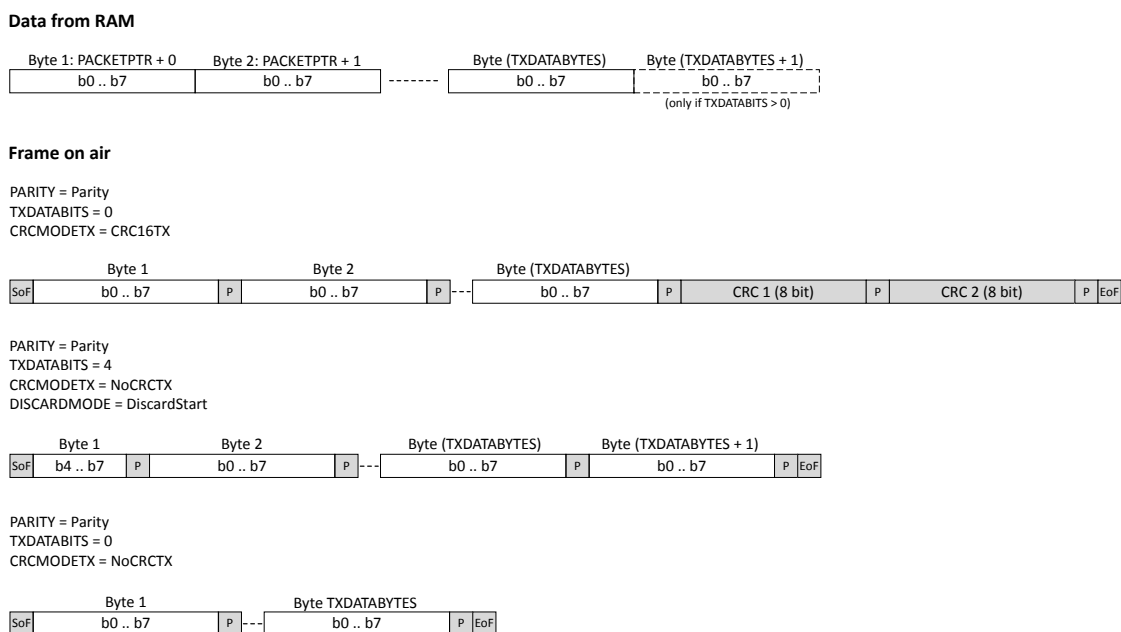 Data from RAM
Byte 1: PACKETPTR + 0 Byte 2: PACKETPTR + 1 Byte (TXDATABYTES) Byte (TXDATABYTES + 1)
b0 .. b7 b0 .. b7 b0 .. b7 b0 .. b7
(only if TXDATABITS > 0)
Frame on air
PARITY = Parity
TXDATABITS = 0
CRCMODETX = CRC16TX
Byte 1 Byte 2 Byte (TXDATABYTES)
SoF b0 .. b7 P b0 .. b7 P b0 .. b7 P CRC 1 (8 bit) P CRC 2 (8 bit) P EoF
PARITY = Parity
TXDATABITS = 4
CRCMODETX = NoCRCTX
DISCARDMODE = DiscardStart
Byte 1 Byte 2 Byte (TXDATABYTES) Byte (TXDATABYTES + 1)
SoF b4 .. b7 P b0 .. b7 P b0 .. b7 P b0 .. b7 P EoF
PARITY = Parity
TXDATABITS = 0
CRCMODETX = NoCRCTX
Byte 1 Byte TXDATABYTES
SoF b0 .. b7 P b0 .. b7 P EoF